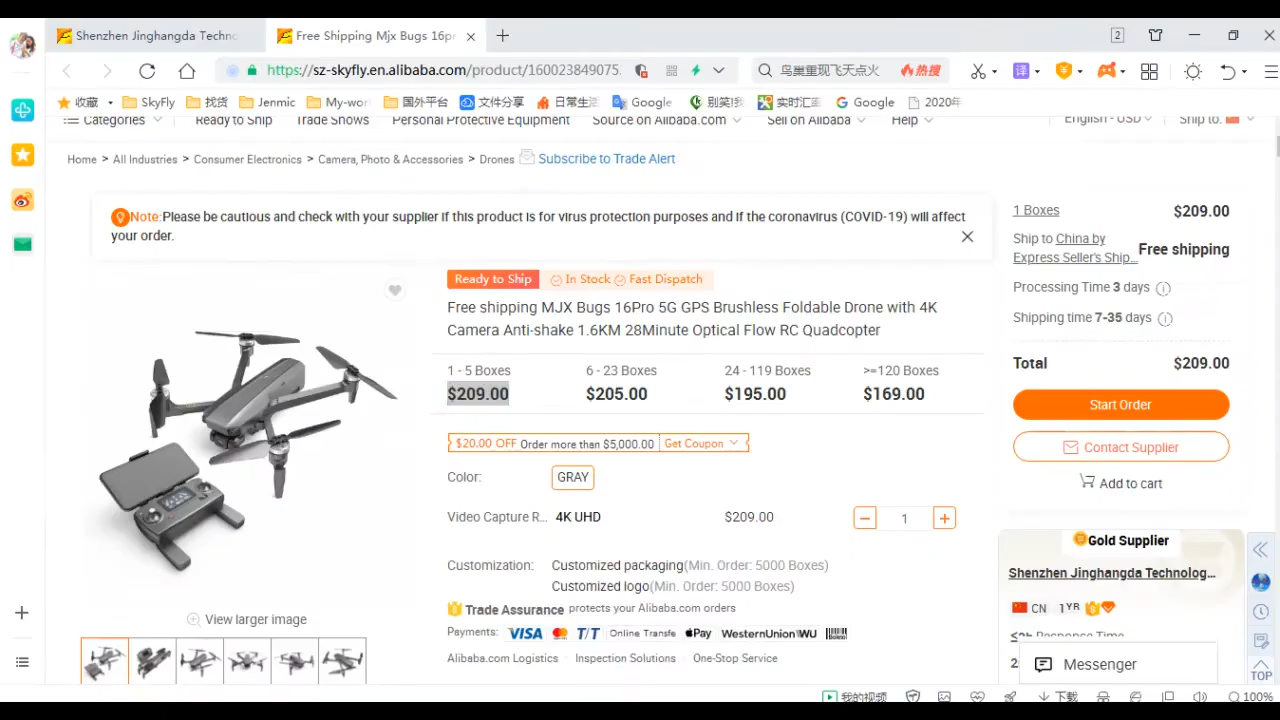 Shenzhen Jinghangda Techno
Free Shipping Mjx Bugs 16pr
2
https://sz-skyfly.en.alibaba.com/product/160023849075
鸟巢重现飞天点火
热搜
译
收藏
SkyFly
找货
Jenmic
My-wor
国外平台
文件分享
日常生活
Google
别笑!我
实时汇率
Google
2020年
Categories
Ready to Ship
Trade Shows
Personal Protective Equipment
Source on Alibaba.com
Sell on Alibaba
Help
English - USD
Ship to:
Home > All Industries > Consumer Electronics > Camera, Photo & Accessories > Drones
Subscribe to Trade Alert
Note:Please be cautious and check with your supplier if this product is for virus protection purposes and if the coronavirus (COVID-19) will affect
your order.
Ready to Ship
In Stock
Fast Dispatch
Free shipping MJX Bugs 16Pro 5G GPS Brushless Foldable Drone with 4K
Camera Anti-shake 1.6KM 28Minute Optical Flow RC Quadcopter
1 - 5 Boxes
6 - 23 Boxes
24 - 119 Boxes
>=120 Boxes
$209.00
$205.00
$195.00
$169.00
$20.00 OFF Order more than $5,000.00
Get Coupon
Color:
GRAY
Video Capture R...
4K UHD
$209.00
1
Customization:
Customized packaging(Min. Order: 5000 Boxes)
Customized logo(Min. Order: 5000 Boxes)
Trade Assurance protects your Alibaba.com orders
Payments:
VISA
T/T
Online Transfe
Pay
WesternUnion WU
Alibaba.com Logistics
Inspection Solutions
One-Stop Service
View larger image
1 Boxes
$209.00
Ship to China by
Express Seller's Ship...
Free shipping
Processing Time 3 days
Shipping time 7-35 days
Total
$209.00
Start Order
Contact Supplier
Add to cart
Gold Supplier
Shenzhen Jinghangda Technolog...
CN
1YR
≤2h Response Time
Messenger
TOP
我的视频
下载
100%